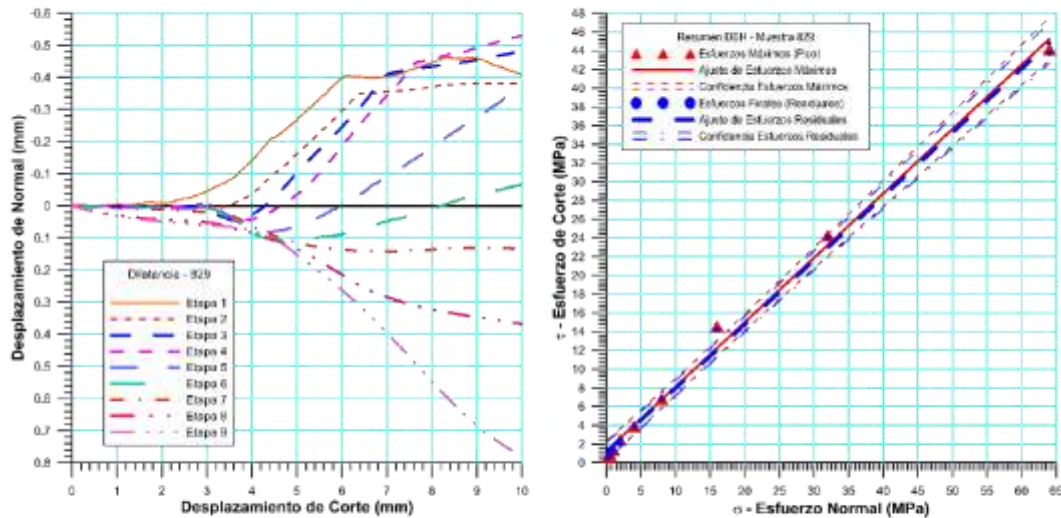 -0.6
-0.5
-0.4
-0.3
-0.2
-0.1
0
0.1
0.2
0.3
0.4
0.5
0.6
0.7
0.8
Desplazamiento de Normal (mm)
Dilatancia - 829
Etapa 1
Etapa 2
Etapa 3
Etapa 4
Etapa 5
Etapa 6
Etapa 7
Etapa 8
Etapa 9
0 1 2 3 4 5 6 7 8 9 10
Desplazamiento de Corte (mm)
48
46
44
42
40
38
36
34
32
30
28
26
24
22
20
18
16
14
12
10
8
6
4
2
0
τ - Esfuerzo de Corte (MPa)
Resumen DDH - Muestra 829
Esfuerzos Máximos (Pico)
Ajuste de Esfuerzos Máximos
Confidencia Esfuerzos Máximos
Esfuerzos Finales (Residuales)
Ajuste de Esfuerzos Residuales
Confidencia Esfuerzos Residuales
0 5 10 15 20 25 30 35 40 45 50 55 60 65
σ - Esfuerzo Normal (MPa)